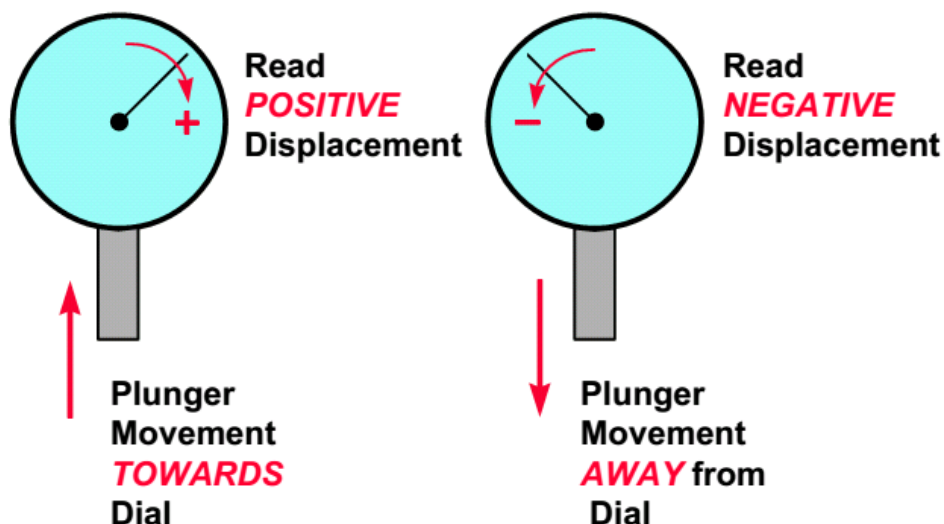 Read
POSITIVE
Displacement
+
Plunger
Movement
TOWARDS
Dial
Read
NEGATIVE
Displacement
−
Plunger
Movement
AWAY from
Dial